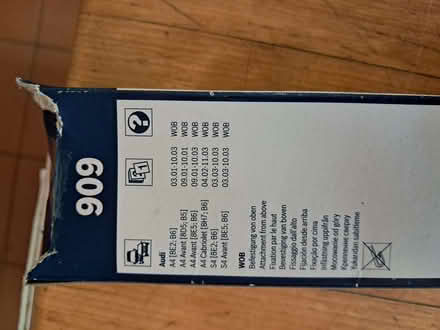 909
?
Audi
A4 [8E2; B6] 03.01-10.03 WOB
A4 Avant [8D5; B5] 09.01-10.01 WOB
A4 Avant [8E5; B6] 09.01-10.03 WOB
A4 Cabriolet [8H7; B6] 04.02-11.03 WOB
S4 [8E2; B6] 03.03-10.03 WOB
S4 Avant [8E5; B6] 03.03-10.03 WOB
WOB
Befestigung von oben
Attachment from above
Fixation par le haut
Bevestiging van boven
Fissaggio dall'alto
Fijación desde arriba
Fixação por cima
Infästning uppifrån
Mocowanie od góry
Крепление сверху
Yukarıdan sabitleme